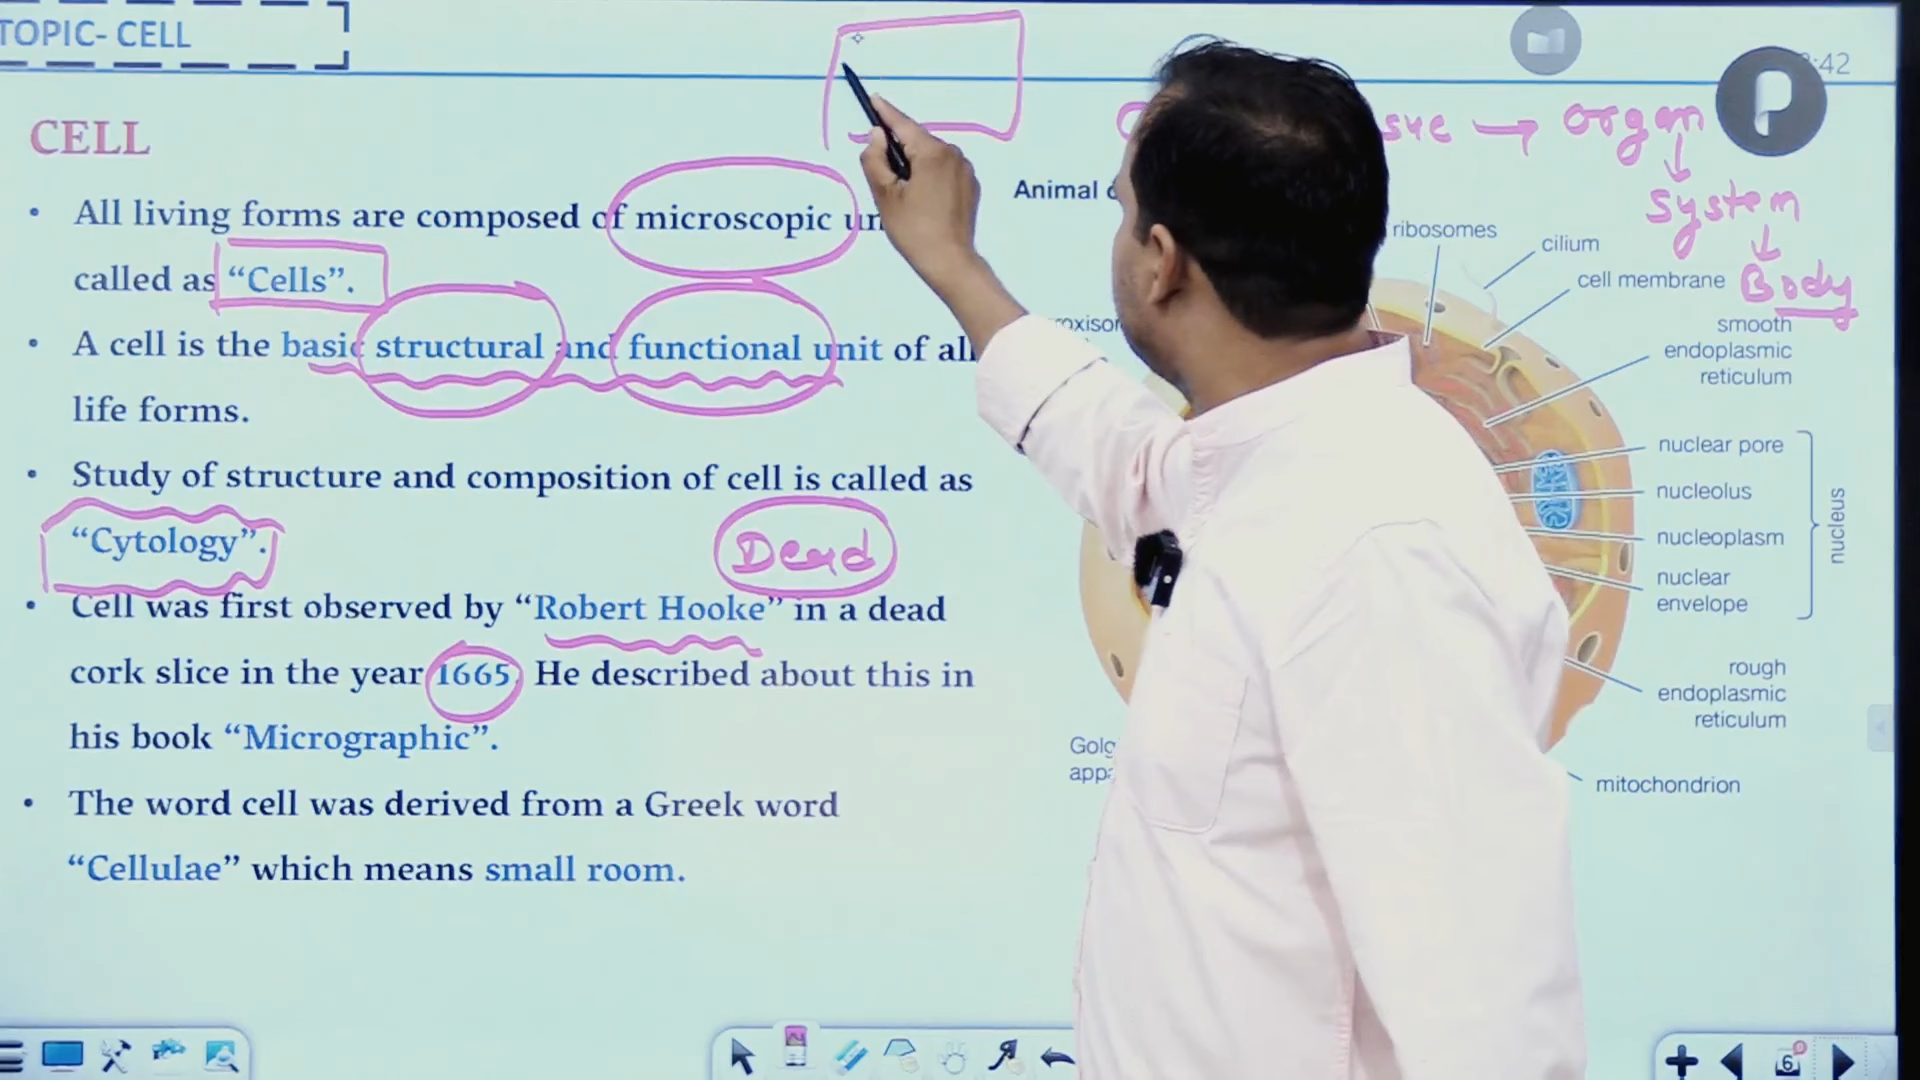 TOPIC- CELL
:42
P
CELL
• All living forms are composed of microscopic
called as “Cells”.
• A cell is the basic structural and functional unit of all
life forms.
• Study of structure and composition of cell is called as
“Cytology”.
Dead
• Cell was first observed by “Robert Hooke” in a dead
cork slice in the year 1665. He described about this in
his book “Micrographic”.
• The word cell was derived from a Greek word
“Cellulae” which means small room.
organ
system
Body
Animal
ribosomes
cilium
cell membrane
smooth
endoplasmic
reticulum
nuclear pore
nucleolus
nucleoplasm
nuclear
envelope
nucleus
rough
endoplasmic
reticulum
mitochondrion
6